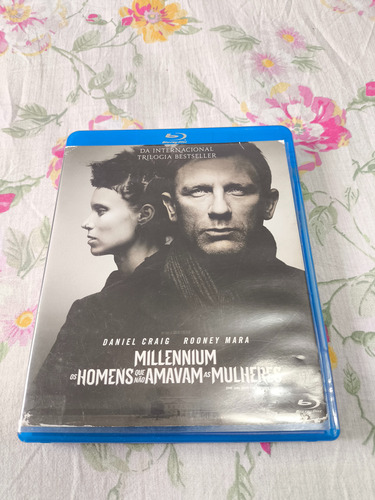 DA INTERNACIONAL
TRILOGIA BESTSELLER
DANIEL CRAIG ROONEY MARA
MILLENNIUM
OS HOMENS QUE NÃO AMAVAM AS MULHERES